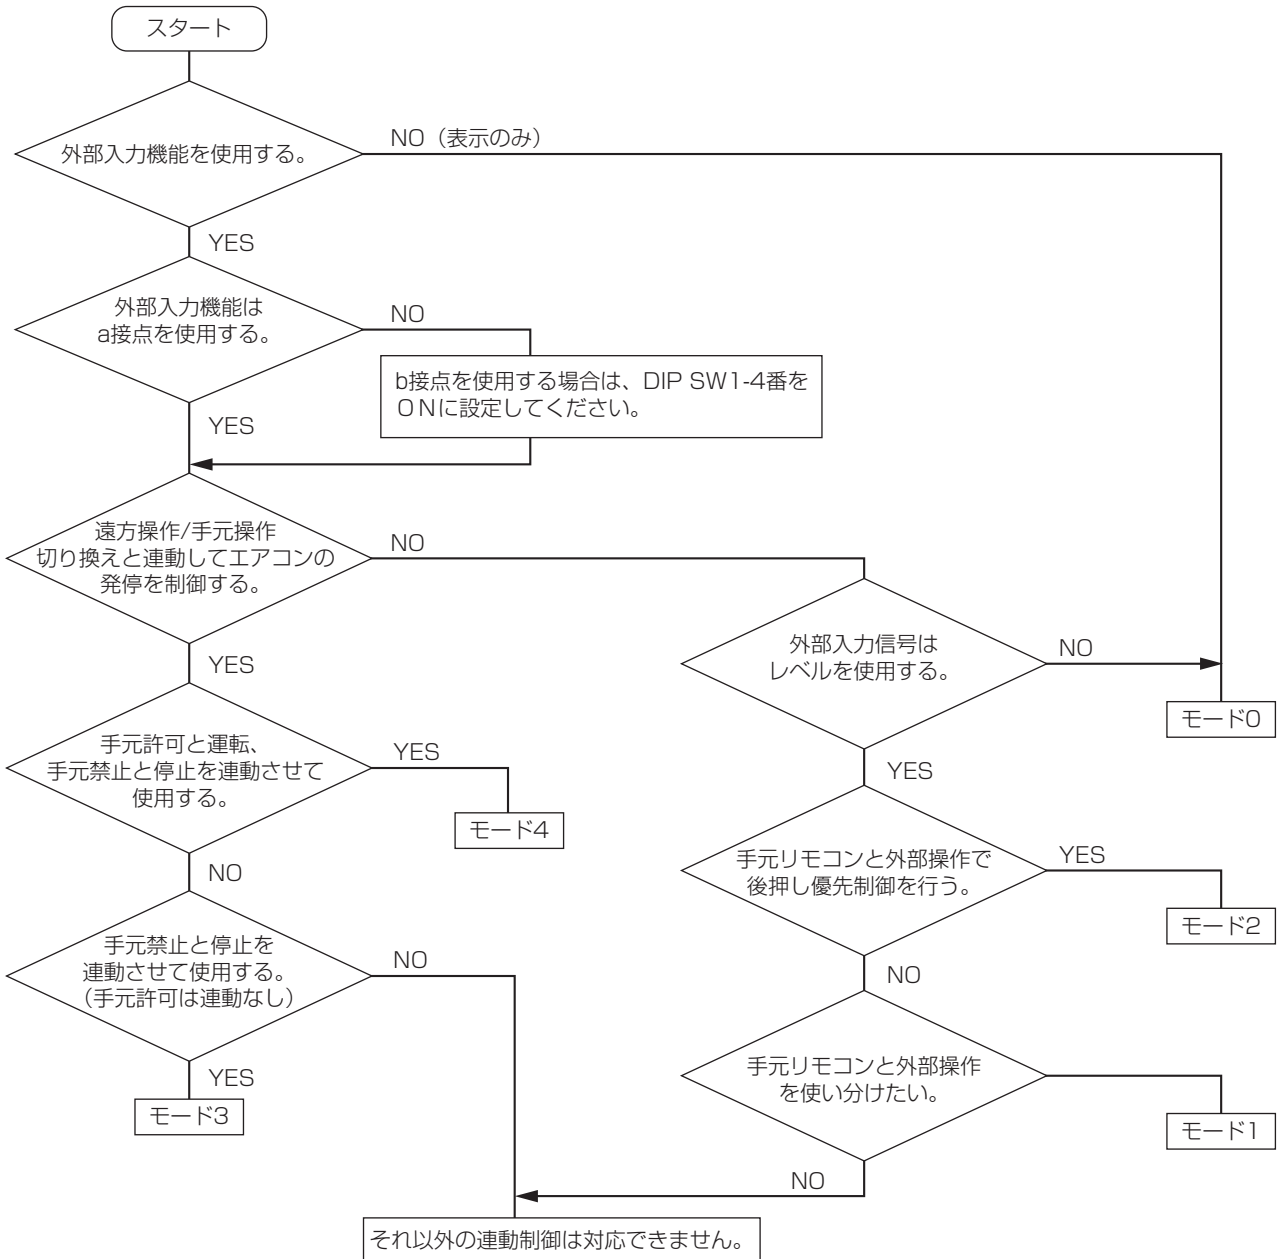 スタート
外部入力機能を使用する。
NO（表示のみ）
YES
外部入力機能は
a接点を使用する。
NO
b接点を使用する場合は、DIP SW1-4番を
ＯＮに設定してください。
YES
遠方操作/手元操作
切り換えと連動してエアコンの
発停を制御する。
NO
外部入力信号は
レベルを使用する。
NO
モード0
YES
YES
手元許可と運転、
手元禁止と停止を連動させて
使用する。
YES
モード4
手元リモコンと外部操作で
後押し優先制御を行う。
YES
モード2
NO
手元禁止と停止を
連動させて使用する。
（手元許可は連動なし）
NO
NO
手元リモコンと外部操作
を使い分けたい。
モード1
YES
モード3
NO
それ以外の連動制御は対応できません。